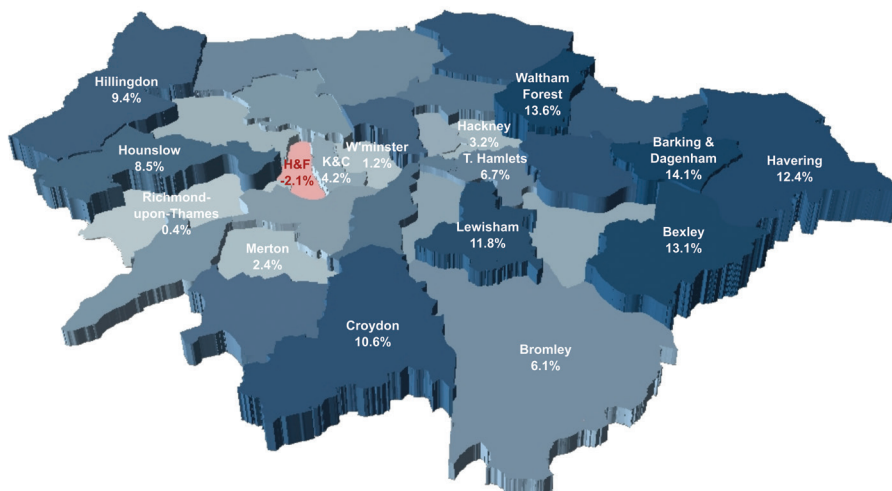 Hillingdon
9.4%
Waltham
Forest
13.6%
Hackney
3.2%
W'minster
1.2%
Hounslow
8.5%
H&F
-2.1%
K&C
4.2%
T. Hamlets
6.7%
Barking &
Dagenham
14.1%
Havering
12.4%
Richmond-
upon-Thames
0.4%
Merton
2.4%
Lewisham
11.8%
Bexley
13.1%
Croydon
10.6%
Bromley
6.1%